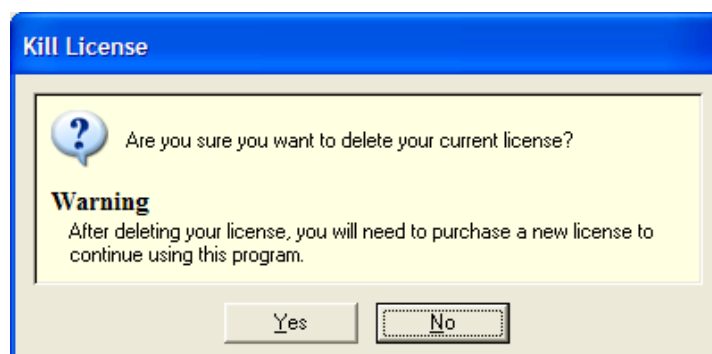 Kill License
Are you sure you want to delete your current license?
Warning
After deleting your license, you will need to purchase a new license to
continue using this program.
Yes No